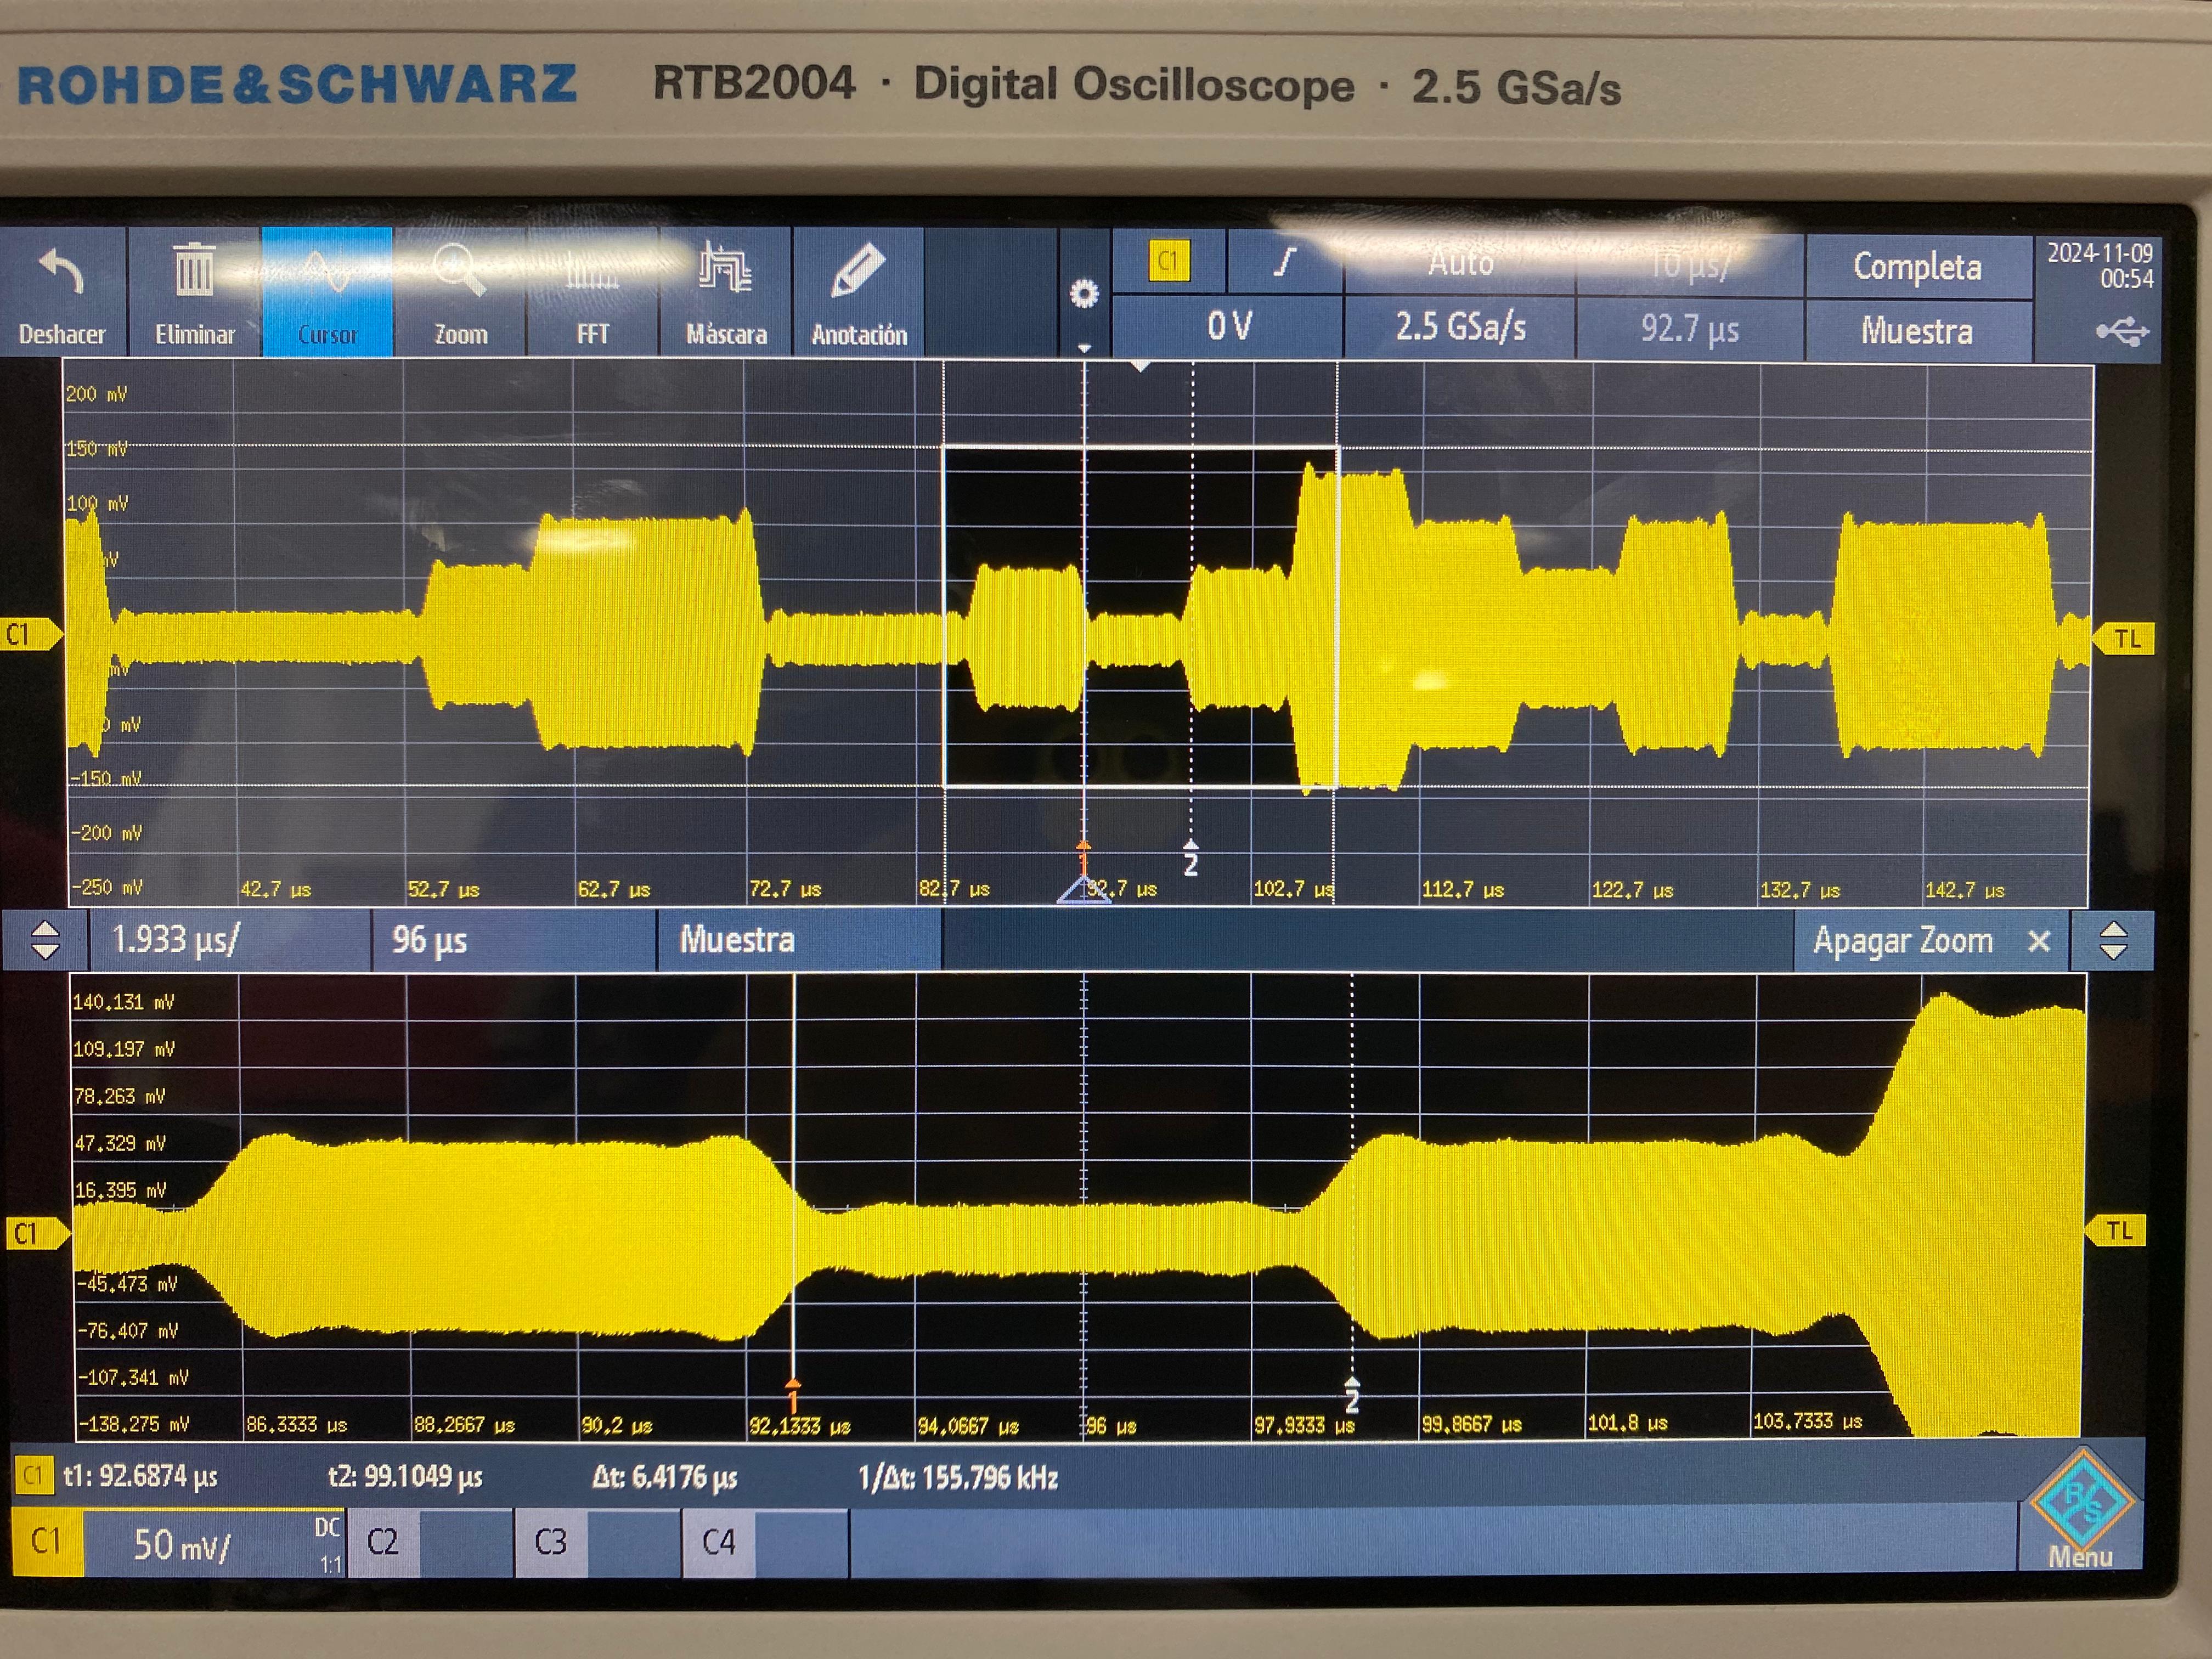 ROHDE&SCHWARZ RTB2004 · Digital Oscilloscope · 2.5 GSa/s
Deshacer Eliminar Cursor Zoom FFT Máscara Anotación
C1 Auto 10 µs/ Completa
0 V 2.5 GSa/s 92.7 µs Muestra
2024-11-09
00:54
200 mV
150 mV
100 mV
C1
TL
-150 mV
-200 mV
-250 mV
1 2
42.7 µs 52.7 µs 62.7 µs 72.7 µs 82.7 µs 92.7 µs 102.7 µs 112.7 µs 122.7 µs 132.7 µs 142.7 µs
1.933 µs/ 96 µs Muestra Apagar Zoom
140.131 mV
109.197 mV
78.263 mV
47.329 mV
16.395 mV
C1
TL
-45.473 mV
-76.407 mV
-107.341 mV
-138.275 mV
1 2
86.3333 µs 88.2667 µs 90.2 µs 92.1333 µs 94.0667 µs 96 µs 97.9333 µs 99.8667 µs 101.8 µs 103.7333 µs
C1 t1: 92.6874 µs t2: 99.1049 µs Δt: 6.4176 µs 1/Δt: 155.796 kHz
C1 50 mV/ DC 1:1 C2 C3 C4
R/S
Menu